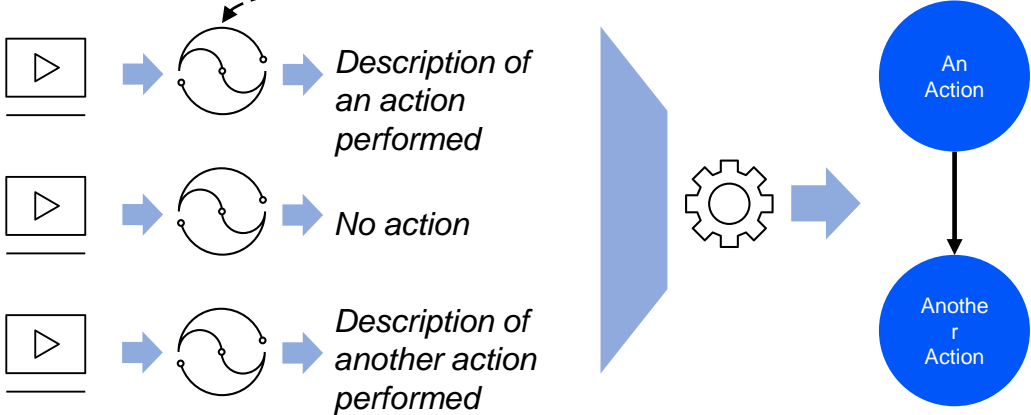 Description of
an action
performed
No action
Description of
another action
performed
An
Action
Anothe
r
Action